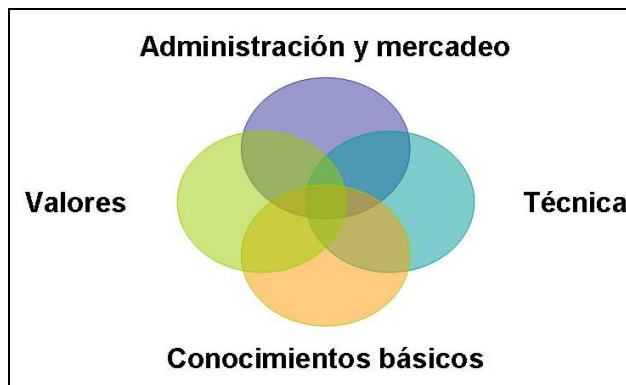 Administración y mercadeo
Valores
Técnica
Conocimientos básicos